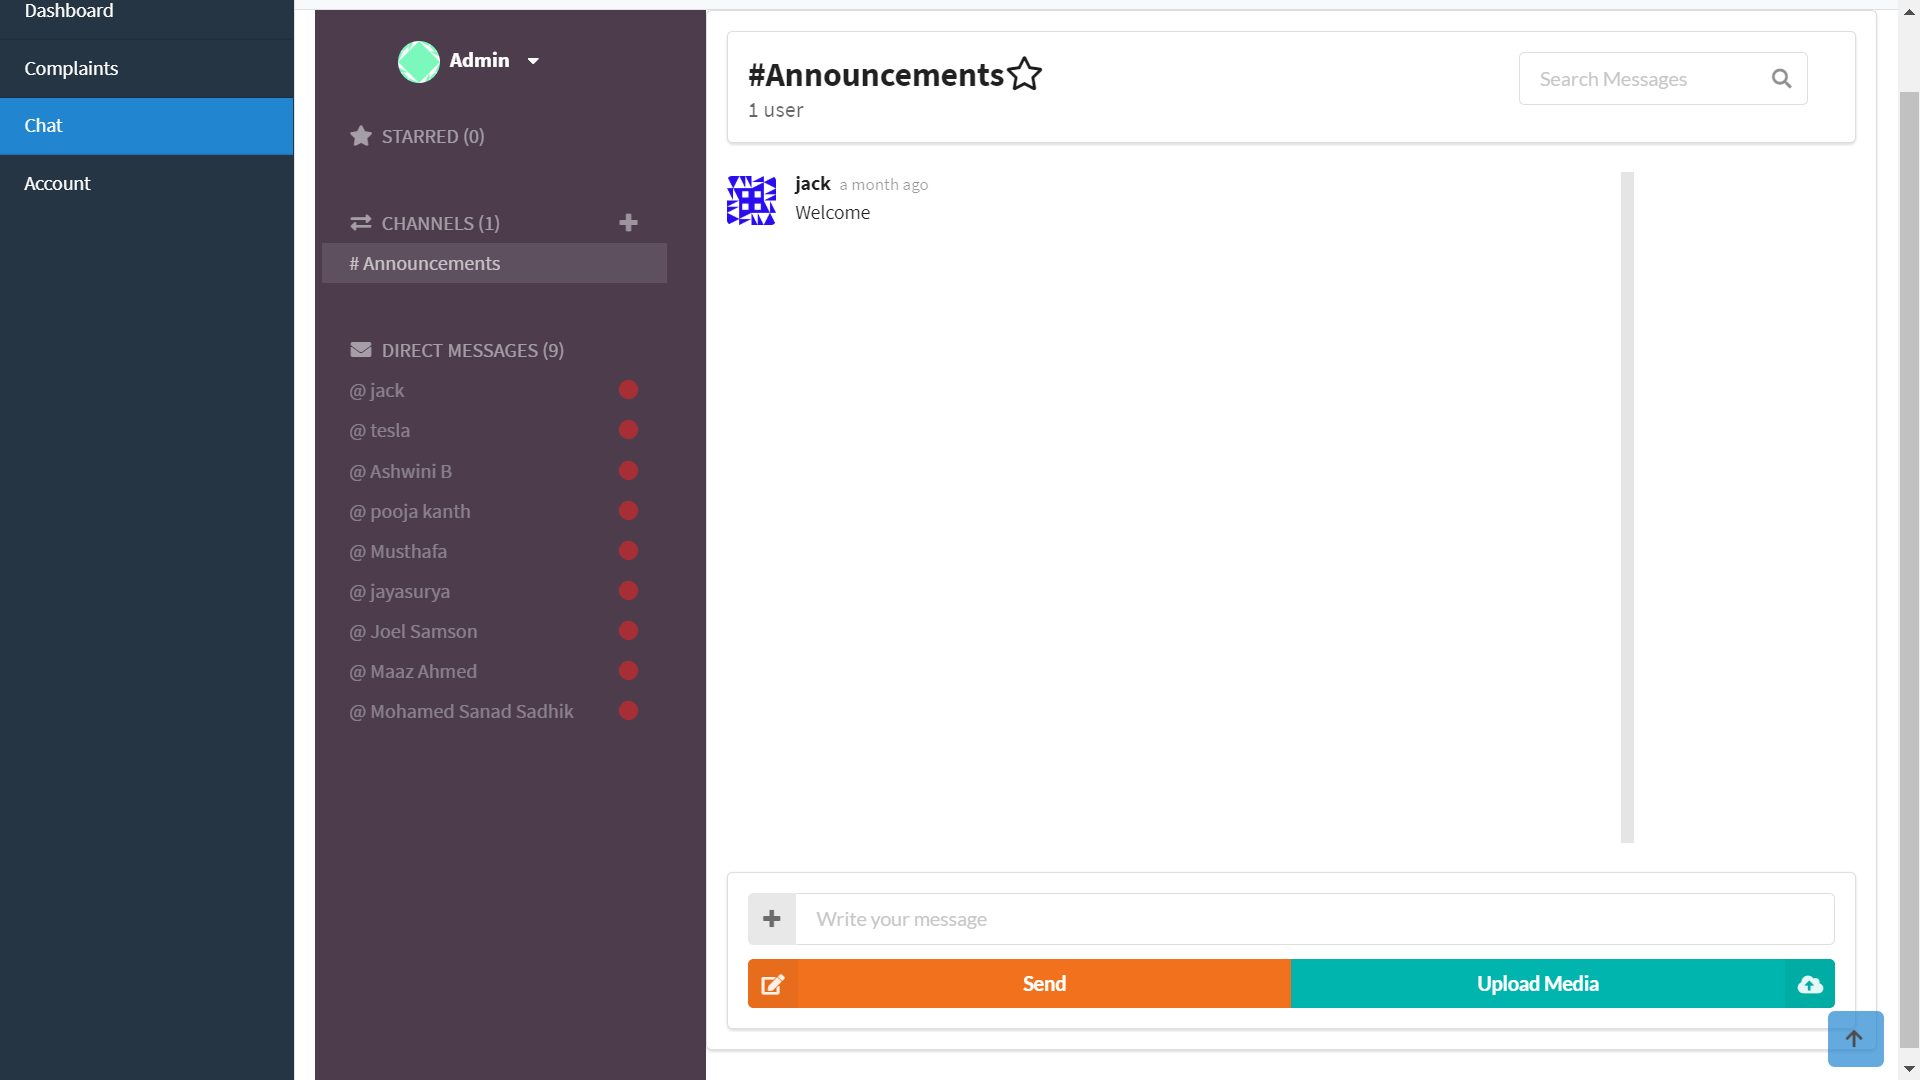 Dashboard
Complaints
Chat
Account
Admin
STARRED (0)
CHANNELS (1)
# Announcements
DIRECT MESSAGES (9)
@ jack
@ tesla
@ Ashwini B
@ pooja kanth
@ Musthafa
@ jayasurya
@ Joel Samson
@ Maaz Ahmed
@ Mohamed Sanad Sadhik
#Announcements
1 user
Search Messages
jack a month ago
Welcome
Write your message
Send
Upload Media